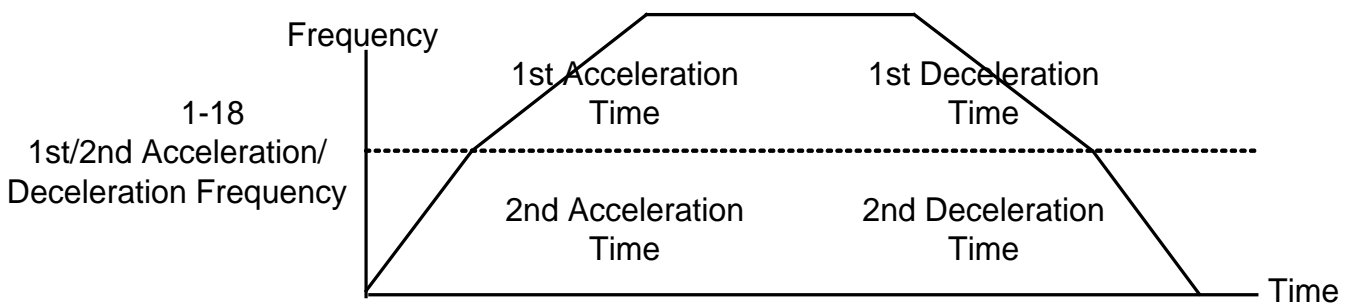 Frequency
1st Acceleration
Time
1st Deceleration
Time
1-18
1st/2nd Acceleration/
Deceleration Frequency
2nd Acceleration
Time
2nd Deceleration
Time
Time